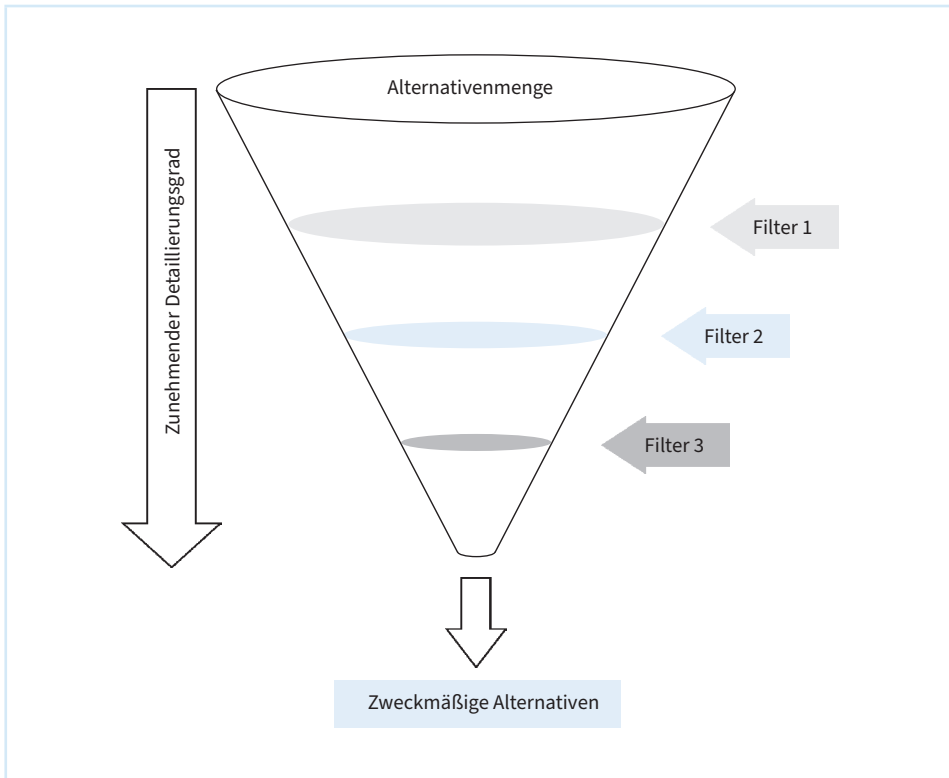 Alternativenmenge
Zunehmender Detaillierungsgrad
Filter 1
Filter 2
Filter 3
Zweckmäßige Alternativen